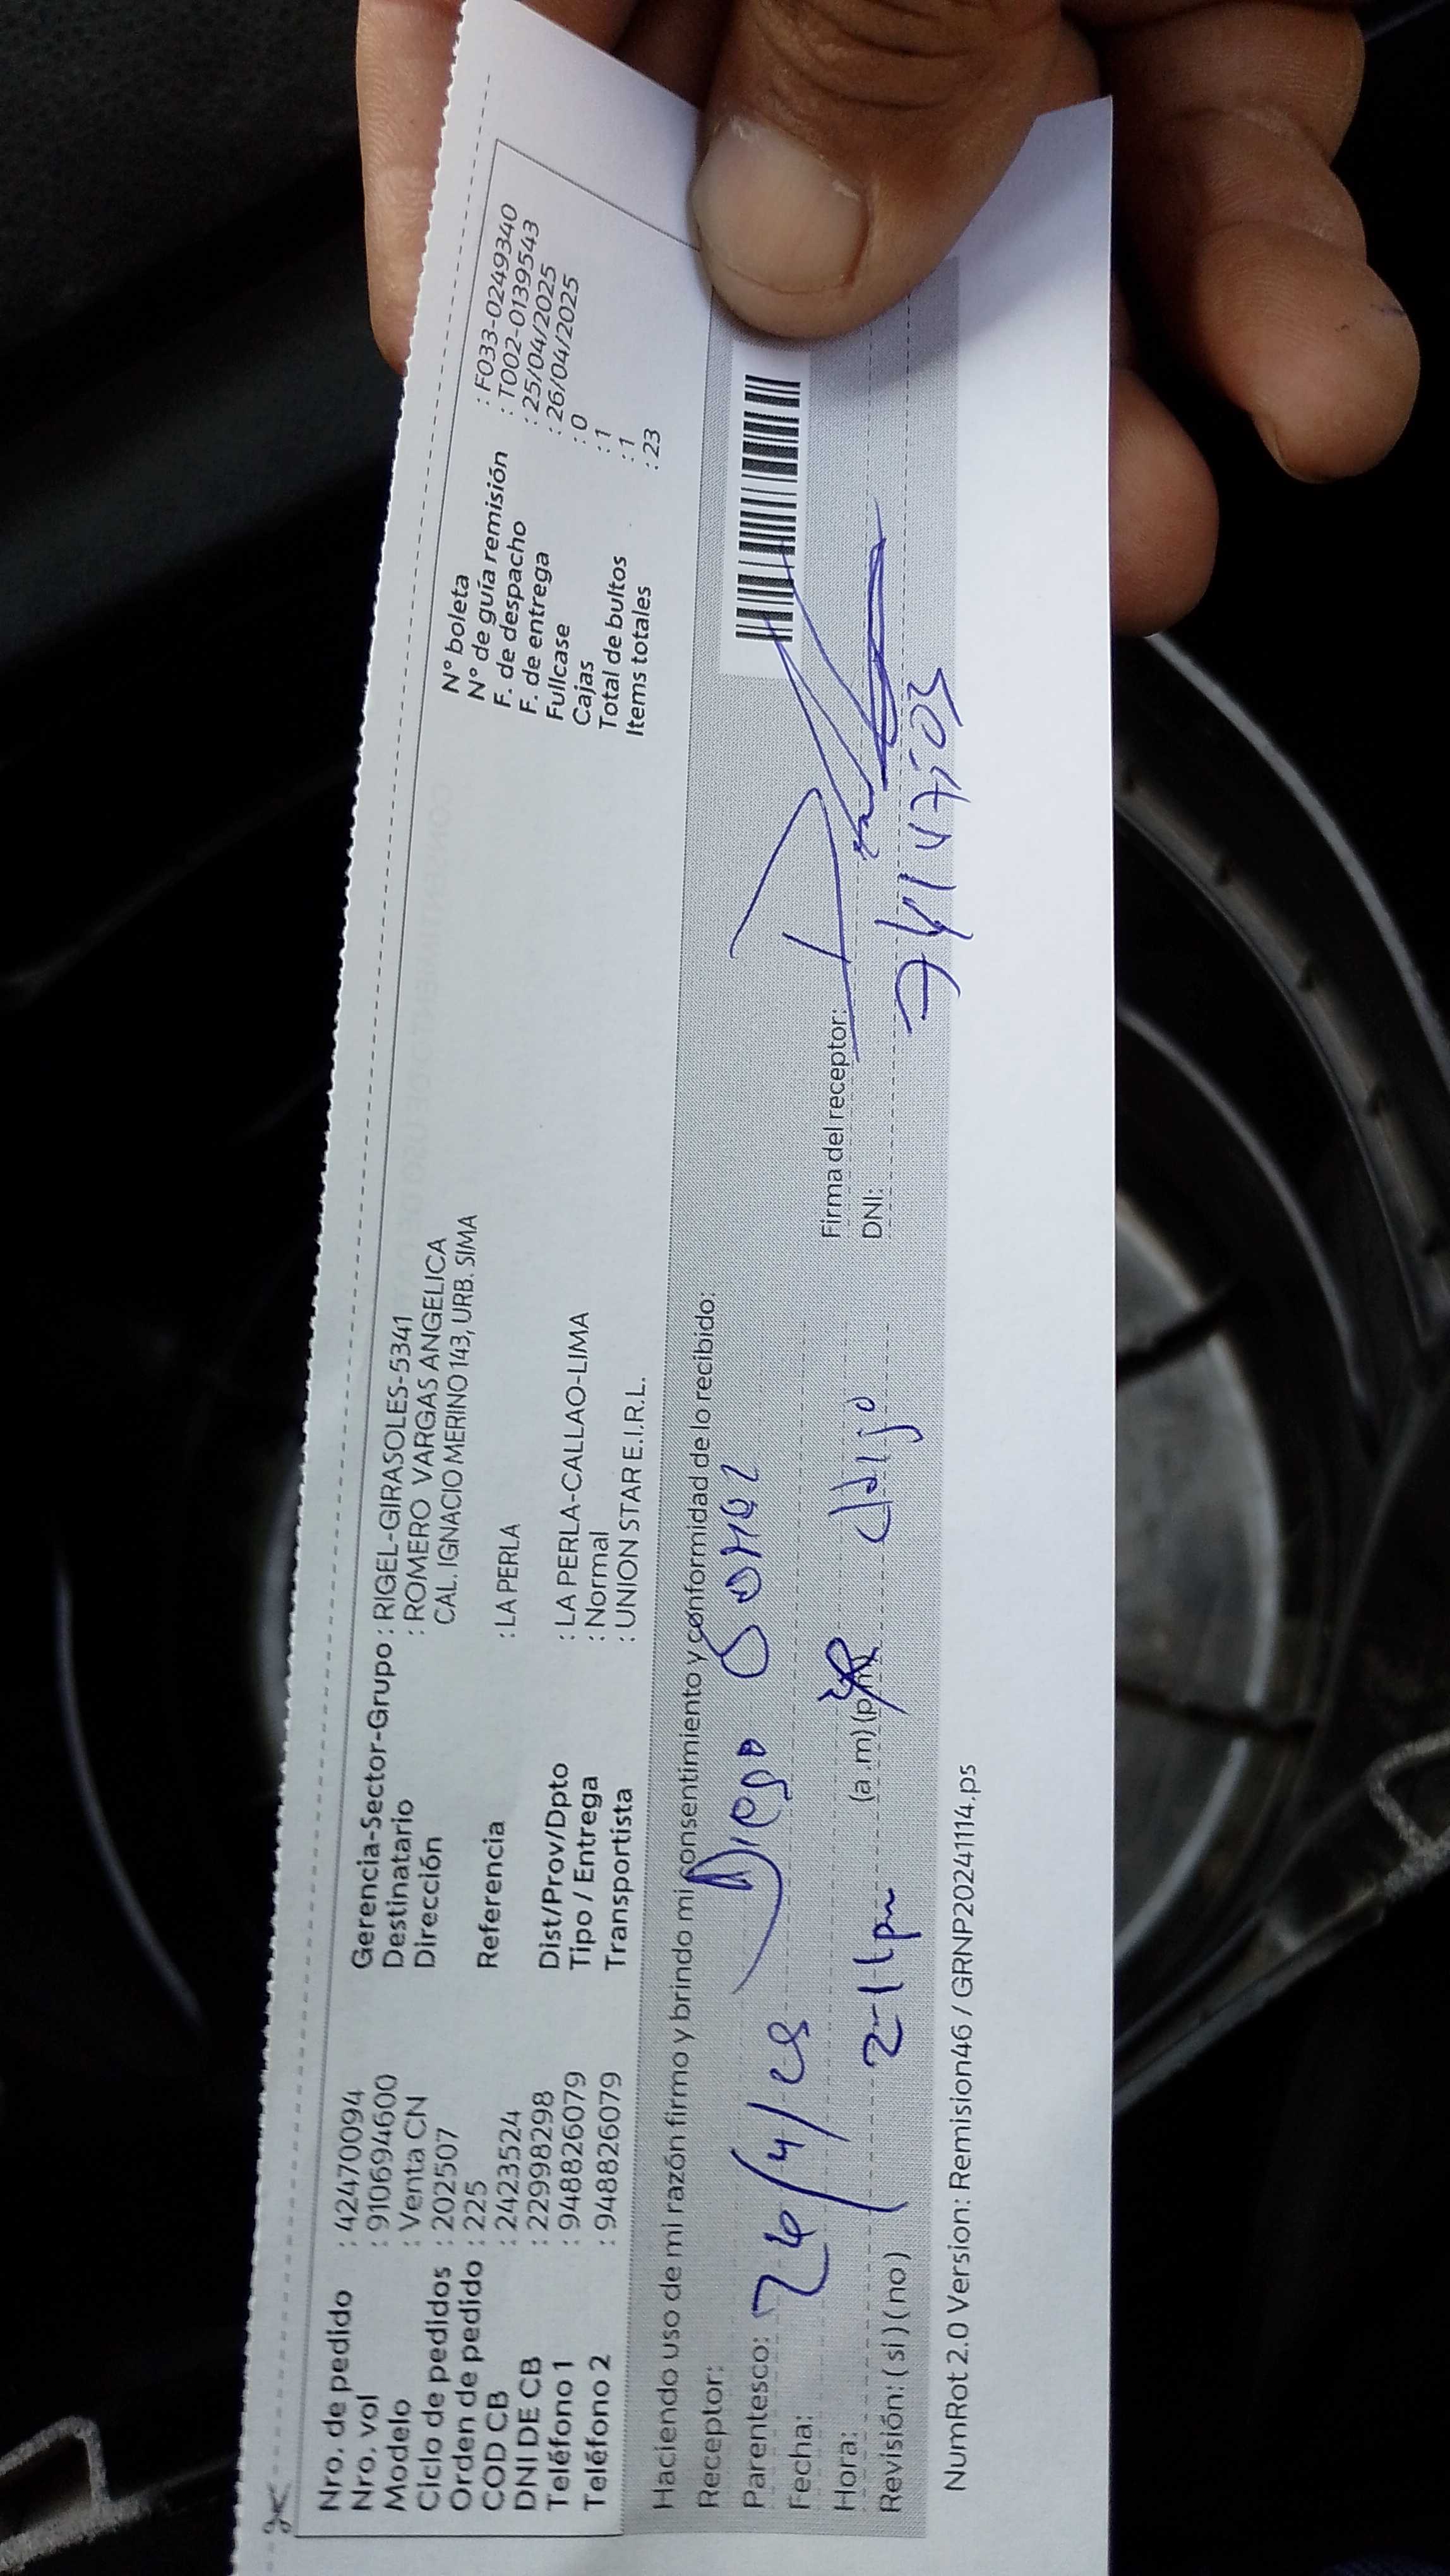 Nro. de pedido : 42470094
Nro. vol : 910694600
Modelo : Venta CN
Ciclo de pedidos : 202507
Orden de pedido : 225
COD CB : 2423524
DNI DE CB : 22998298
Teléfono 1 : 948826079
Teléfono 2 : 948826079
Gerencia-Sector-Grupo : RIGEL-GIRASOLES-5341
Destinatario : ROMERO VARGAS ANGELICA
Dirección CAL. IGNACIO MERINO 143, URB. SIMA
Referencia : LA PERLA
Dist/Prov/Dpto : LA PERLA-CALLAO-LIMA
Tipo / Entrega : Normal
Transportista : UNION STAR E.I.R.L.
N° boleta : F033-0249340
N° de guía remisión : T002-0139543
F. de despacho : 25/04/2025
F. de entrega : 26/04/2025
Fullcase : 0
Cajas : 1
Total de bultos : 1
Items totales : 23
Haciendo uso de mi razón firmo y brindo mi consentimiento y conformidad de lo recibido:
Receptor: Diego
Parentesco:
Fecha: 26/4/25
Hora: 2-11pm (a.m) (p.m)
Revisión: ( si ) ( no )
Firma del receptor:
DNI:
NumRot 2.0 Version: Remision46 / GRNP20241114.ps